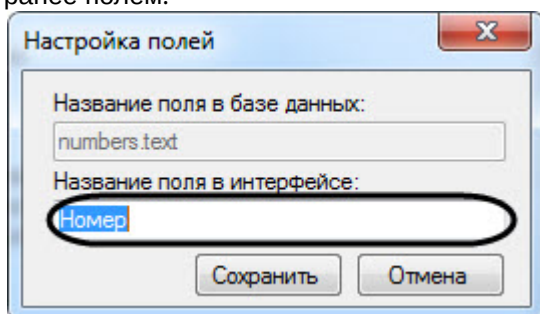 ранее полем.
Настройка полей
Название поля в базе данных:
numbers.text
Название поля в интерфейсе:
Номер
Сохранить Отмена